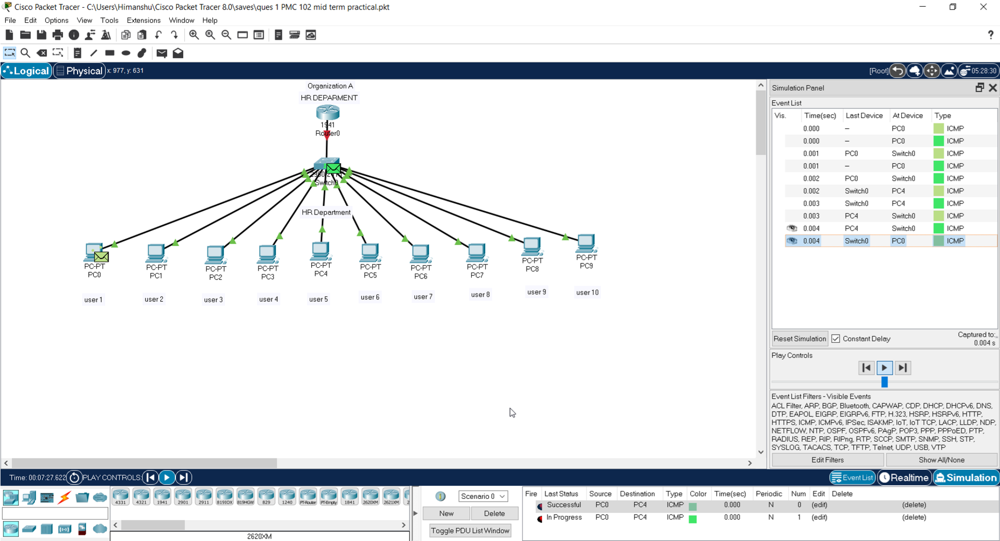 Cisco Packet Tracer - C:\Users\Himanshu\Cisco Packet Tracer 8.0\saves\ques 1 PMC 102 mid term practical.pkt
File Edit Options View Tools Extensions Window Help
?
Logical Physical x: 977, y: 631
[Root] 05:28:30
Organization A
HR DEPARMENT
1941
Router0
Switch0
HR Department
PC-PT
PC0
PC-PT
PC1
PC-PT
PC2
PC-PT
PC3
PC-PT
PC4
PC-PT
PC5
PC-PT
PC6
PC-PT
PC7
PC-PT
PC8
PC-PT
PC9
user 1 user 2 user 3 user 4 user 5 user 6 user 7 user 8 user 9 user 10
Simulation Panel
Event List
Vis. Time(sec) Last Device At Device Type
0.000 -- PC0 ICMP
0.000 -- PC0 ICMP
0.001 PC0 Switch0 ICMP
0.001 -- PC0 ICMP
0.002 PC0 Switch0 ICMP
0.002 Switch0 PC4 ICMP
0.003 Switch0 PC4 ICMP
0.003 PC4 Switch0 ICMP
0.004 PC4 Switch0 ICMP
0.004 Switch0 PC0 ICMP
Reset Simulation Constant Delay Captured to:
0.004 s
Play Controls
Event List Filters - Visible Events
ACL Filter, ARP, BGP, Bluetooth, CAPWAP, CDP, DHCP, DHCPv6, DNS,
DTP, EAPOL, EIGRP, EIGRPv6, FTP, H.323, HSRP, HSRPv6, HTTP,
HTTPS, ICMP, ICMPv6, IPSec, ISAKMP, IoT, IoT TCP, LACP, LLDP, NDP,
NETFLOW, NTP, OSPF, OSPFv6, PAgP, POP3, PPP, PPPoED, PTP,
RADIUS, REP, RIP, RIPng, RTP, SCCP, SMTP, SNMP, SSH, STP,
SYSLOG, TACACS, TCP, TFTP, Telnet, UDP, USB, VTP
Edit Filters Show All/None
Time: 00:07:27.622 PLAY CONTROLS:
Event List Realtime Simulation
4331 4321 1941 2901 2911 819IOX 819HGW 829 1240 PT-Router PT-Empty 1841 2620XM 2621XM 2
2620XM
Scenario 0
New Delete
Toggle PDU List Window
Fire Last Status Source Destination Type Color Time(sec) Periodic Num Edit Delete
Successful PC0 PC4 ICMP 0.000 N 0 (edit) (delete)
In Progress PC0 PC4 ICMP 0.000 N 1 (edit) (delete)